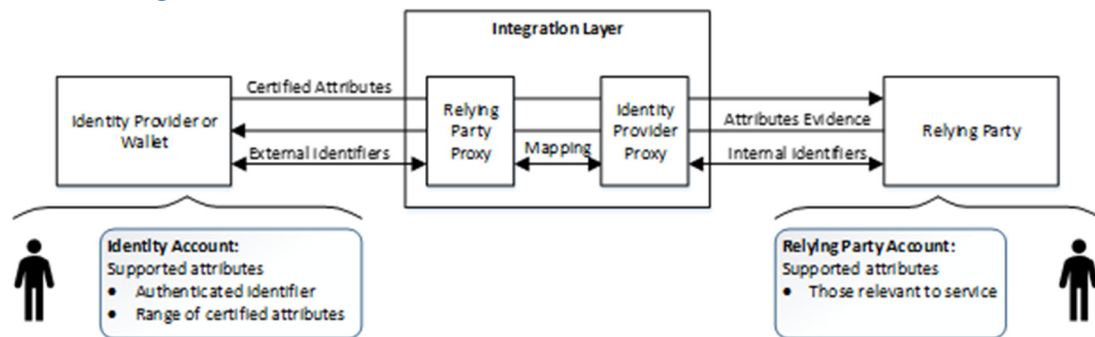 Integration Layer
Certified Attributes
Identity Provider or
Wallet
Relying
Party
Proxy
Identity
Provider
Proxy
Attributes Evidence
Relying Party
External Identifiers
Mapping
Internal Identifiers
Identity Account:
Supported attributes
• Authenticated identifier
• Range of certified attributes
Relying Party Account:
Supported attributes
• Those relevant to service